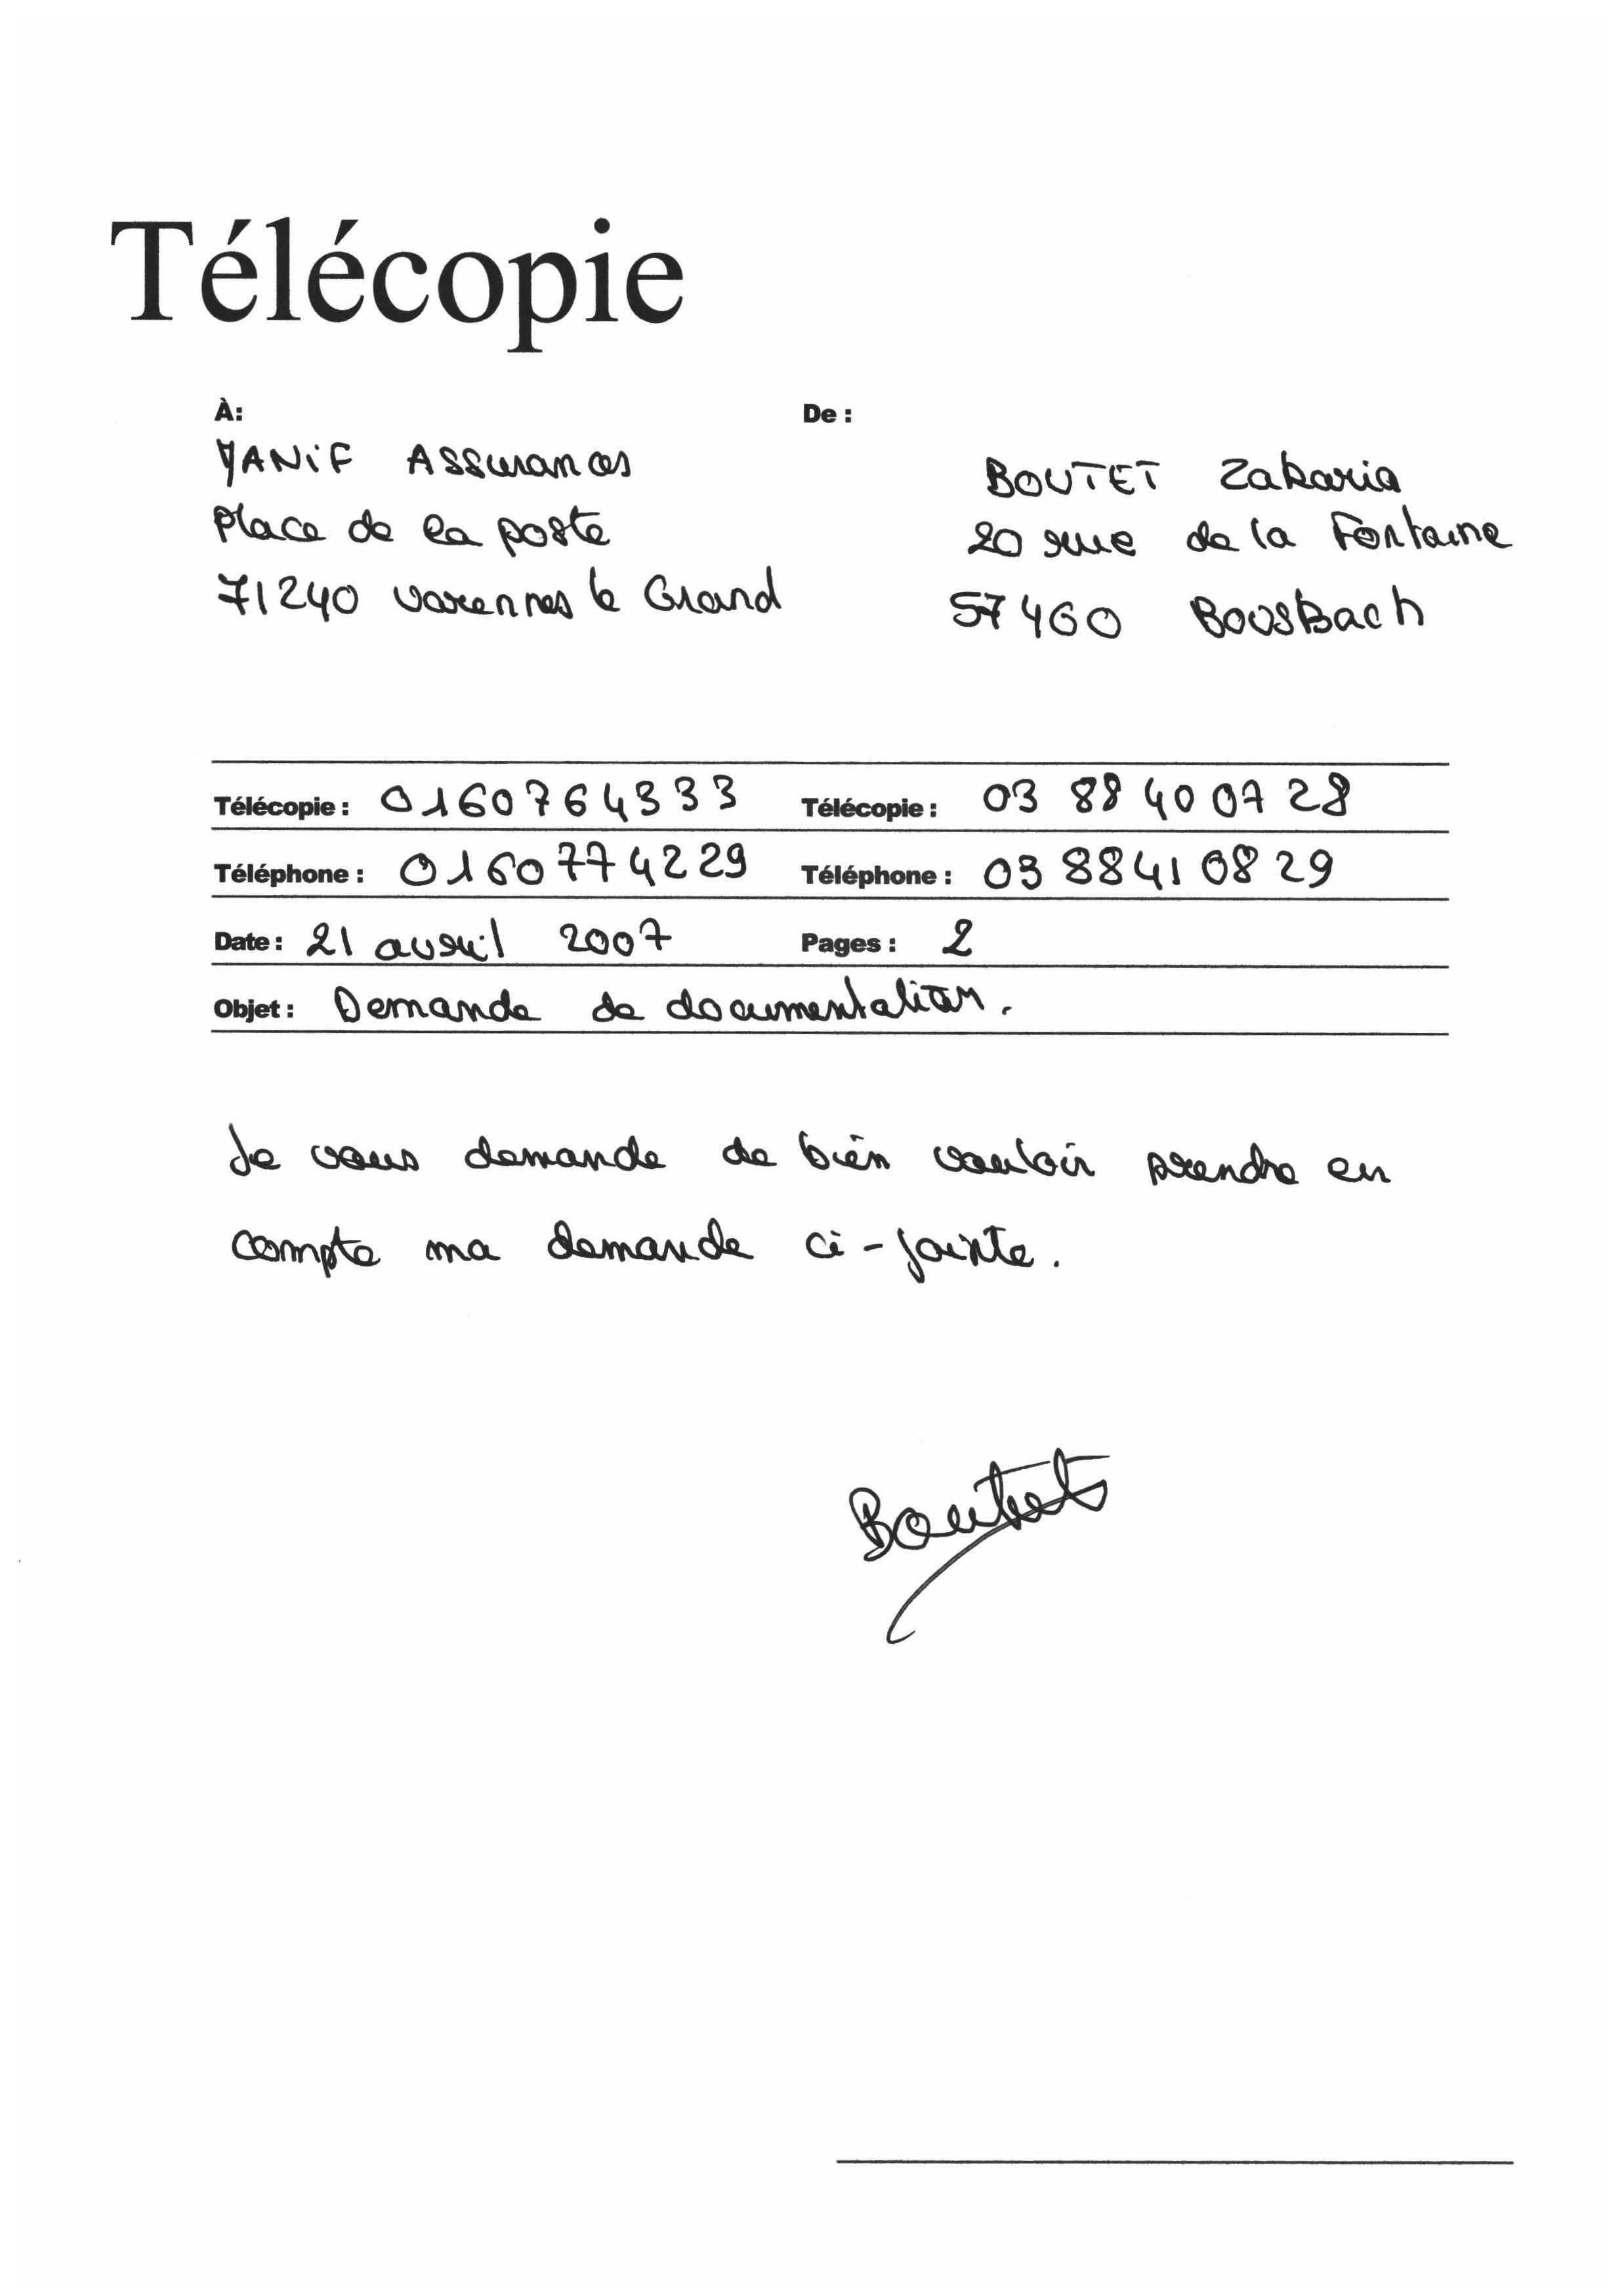 Télécopie
À:
YANiF Assurances
place de la poste
71240 varennes le Grand
De :
BOUTET Zakaria
20 rue de la Fontaine
57460 BOUSBach
Télécopie : 0160764333
Télécopie : 03 88 40 07 28
Téléphone : 0160774229
Téléphone : 03 88 41 08 29
Date : 21 avril 2007
Pages : 2
Objet : Demande de documentation.
Je vous demande de bien vouloir prendre en
compte ma demande ci-jointe.
Boutet